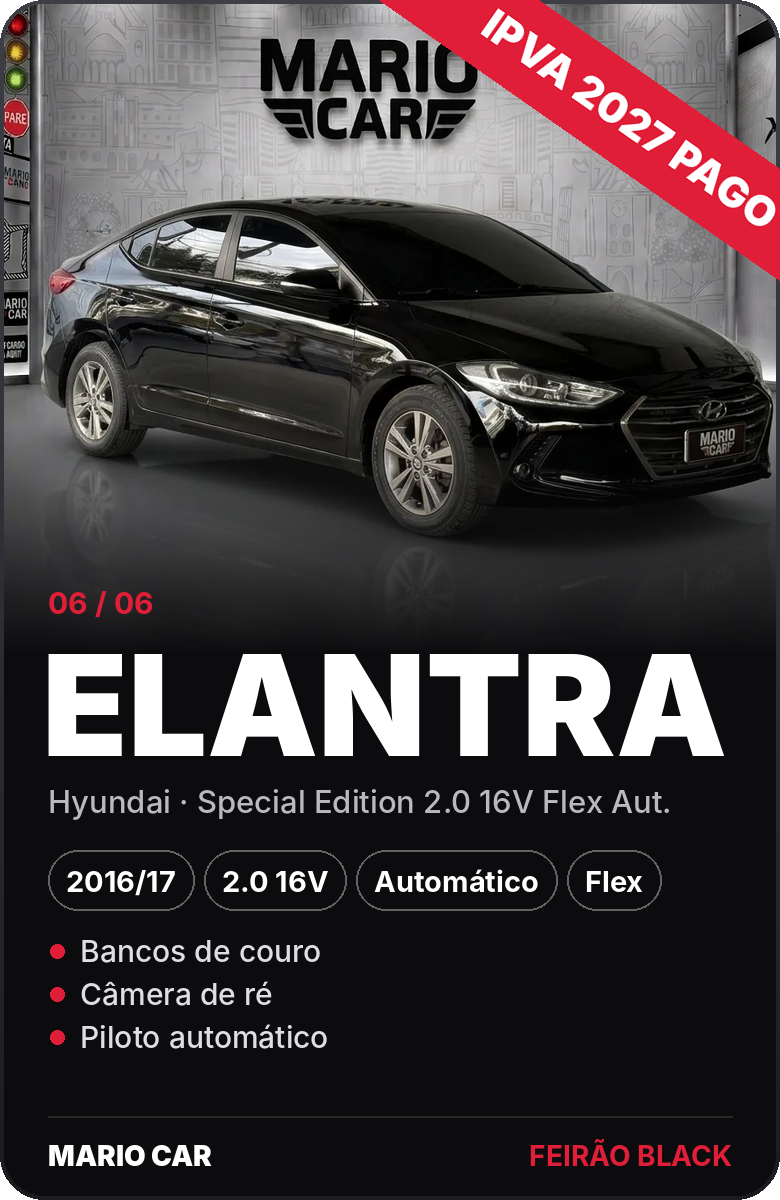 IPVA 2027 PAGO
MARIO
CAR
PARE
MARIO
CAR
MARIO
CAR
06 / 06
ELANTRA
Hyundai · Special Edition 2.0 16V Flex Aut.
2016/17
2.0 16V
Automático
Flex
Bancos de couro
Câmera de ré
Piloto automático
MARIO CAR
FEIRÃO BLACK